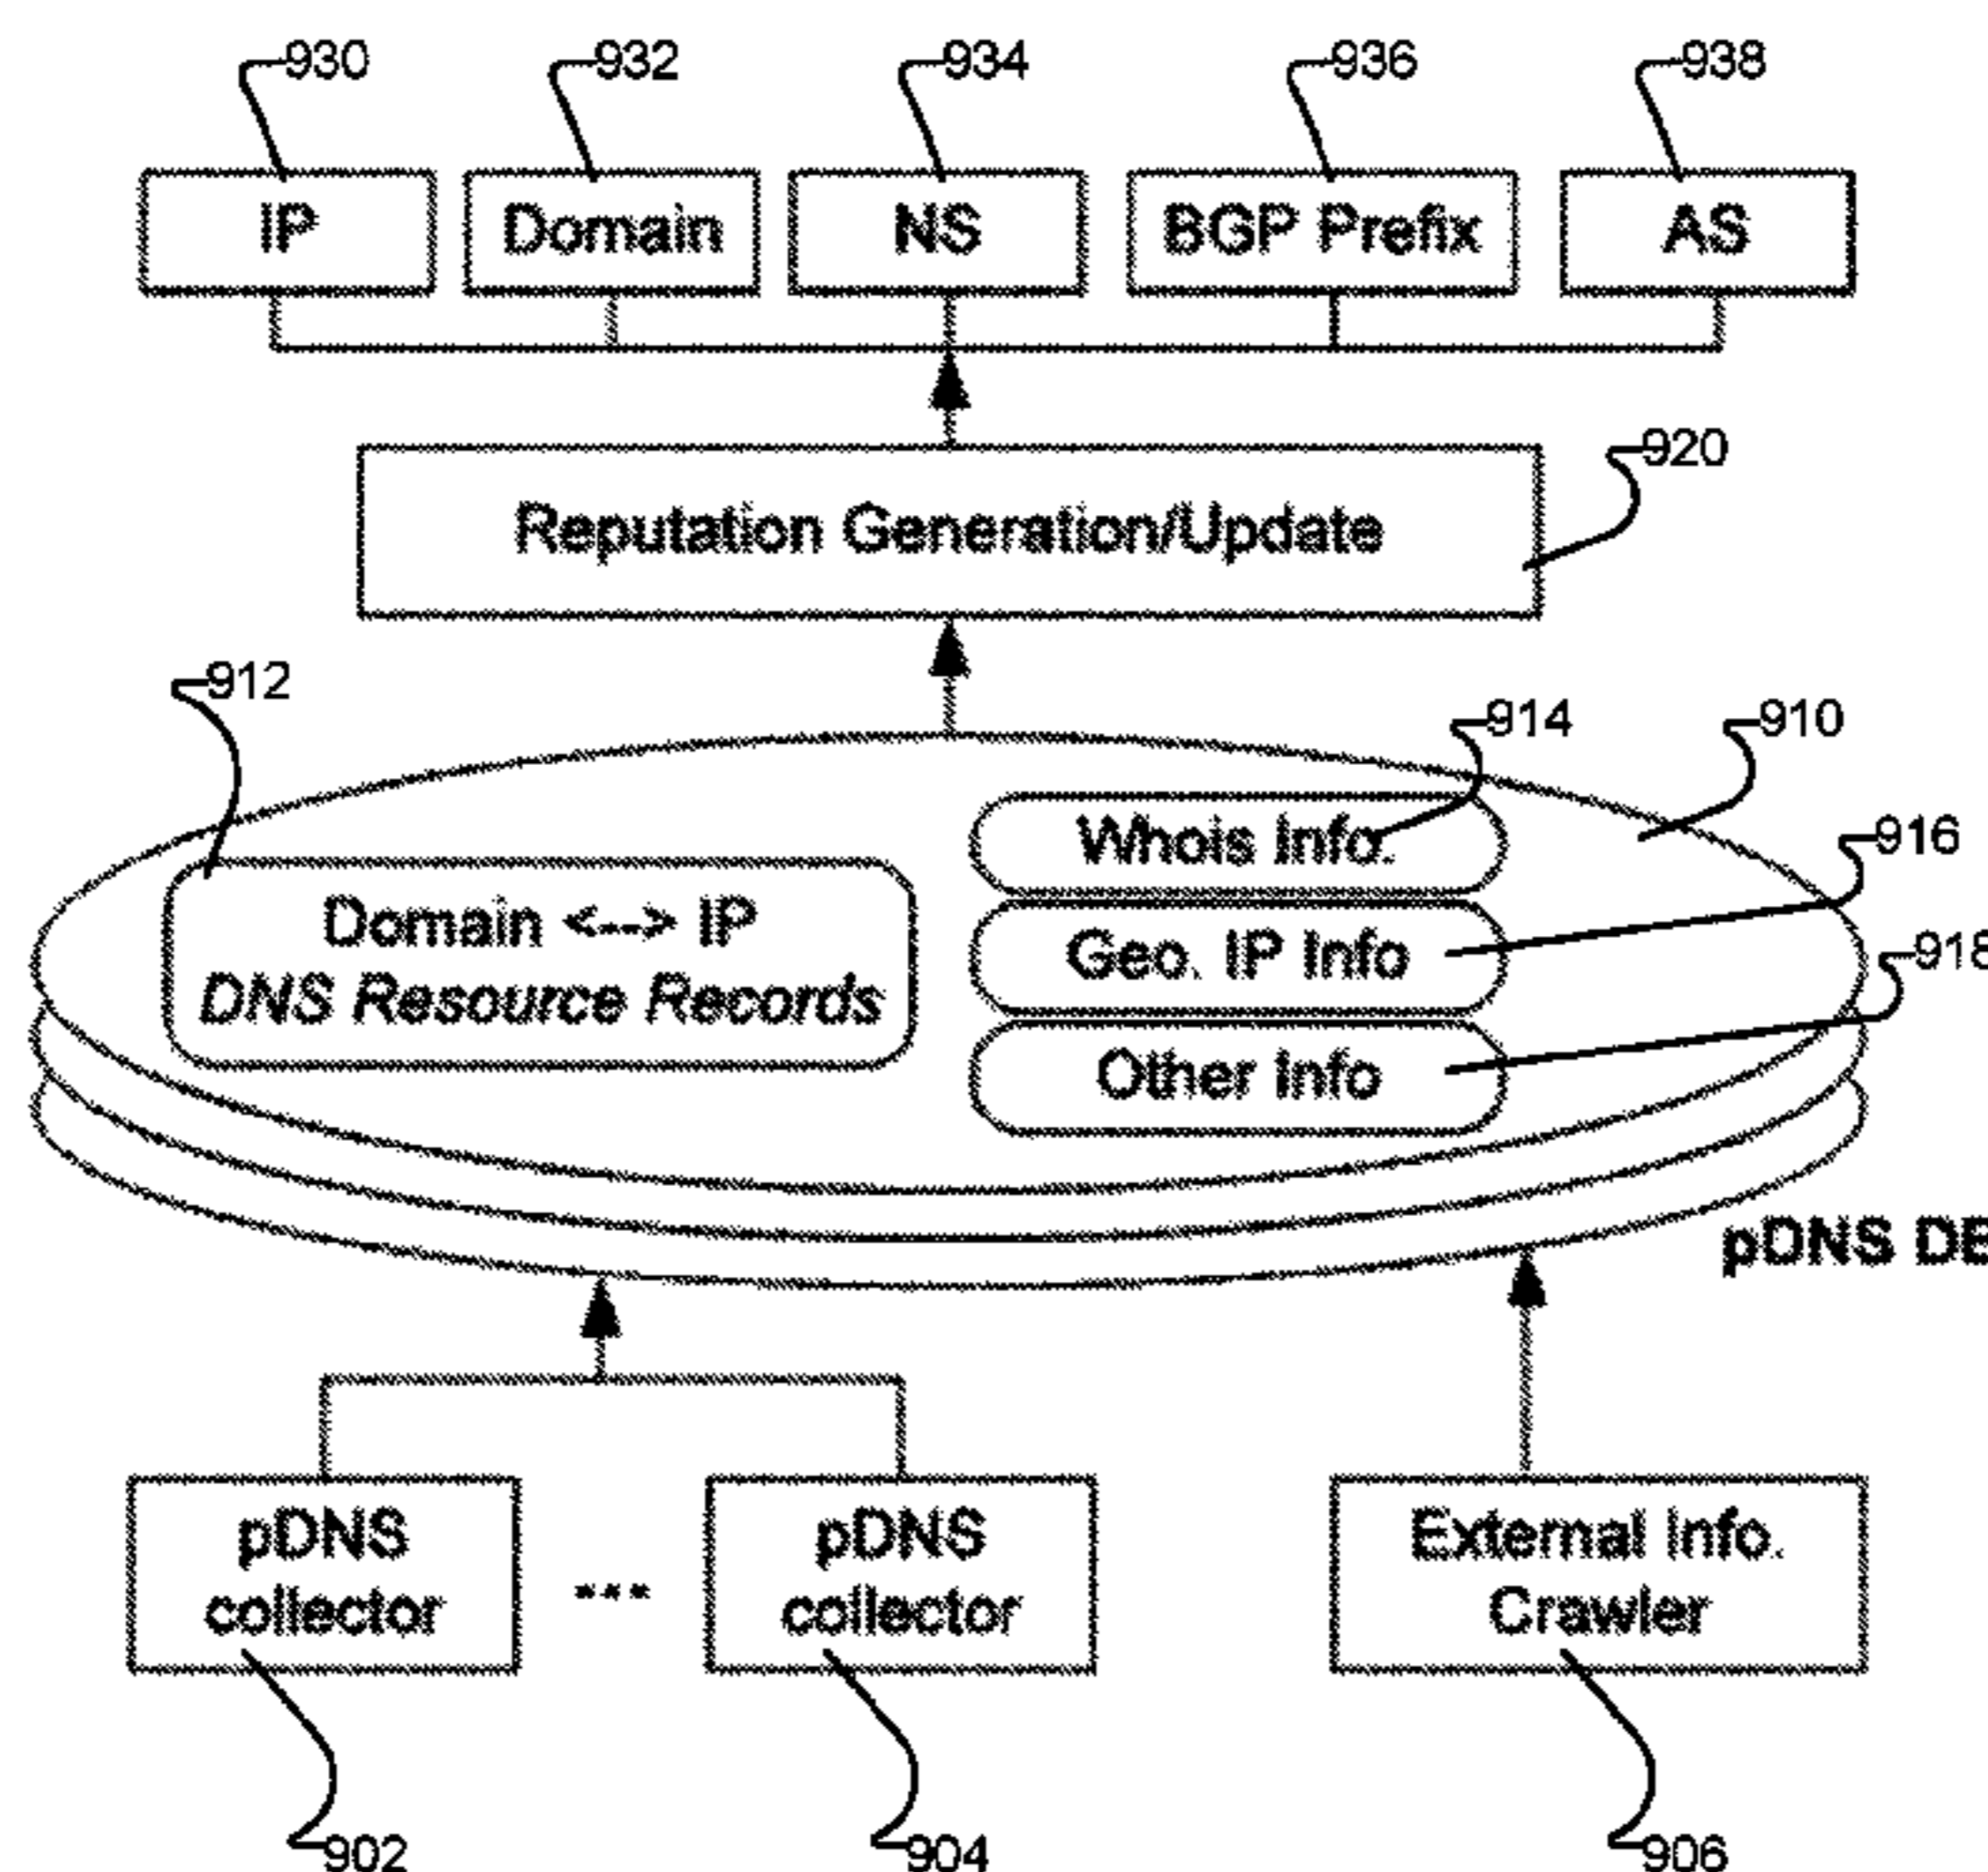 930 932 934 936 938
IP Domain NS BGP Prefix AS
920
Reputation Generation/Update
912
914 910
Whois Info.
916
Domain <--> IP
Geo. IP Info
918
DNS Resource Records
Other Info
pDNS DB
pDNS collector
... pDNS collector
External Info. Crawler
902 904 906